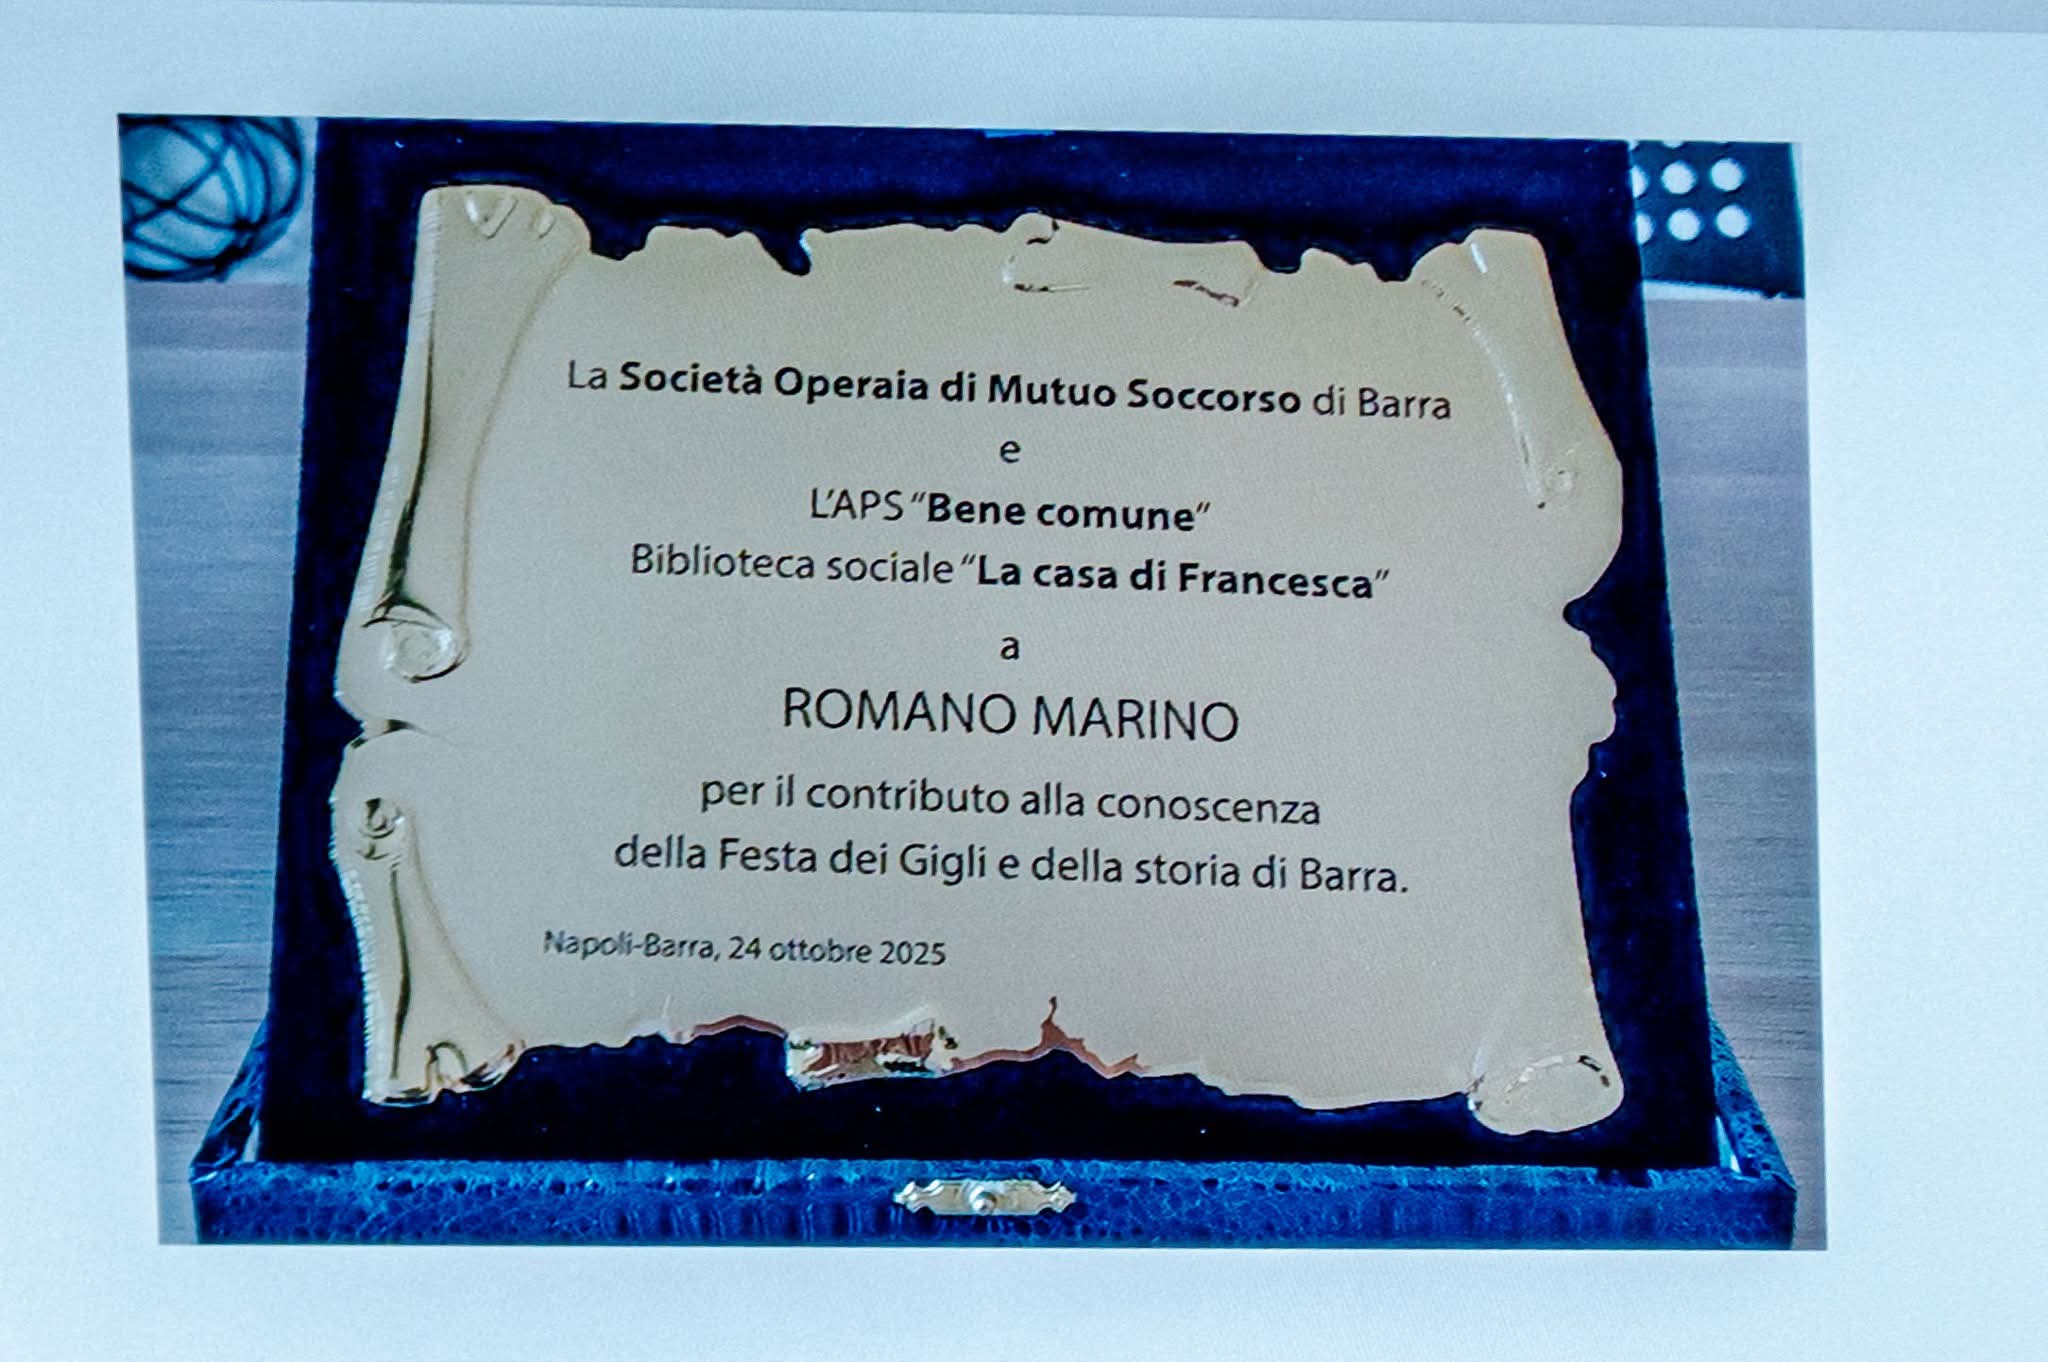 La Società Operaia di Mutuo Soccorso di Barra
e
L'APS "Bene comune"
Biblioteca sociale "La casa di Francesca"
a
ROMANO MARINO
per il contributo alla conoscenza
della Festa dei Gigli e della storia di Barra.
Napoli-Barra, 24 ottobre 2025